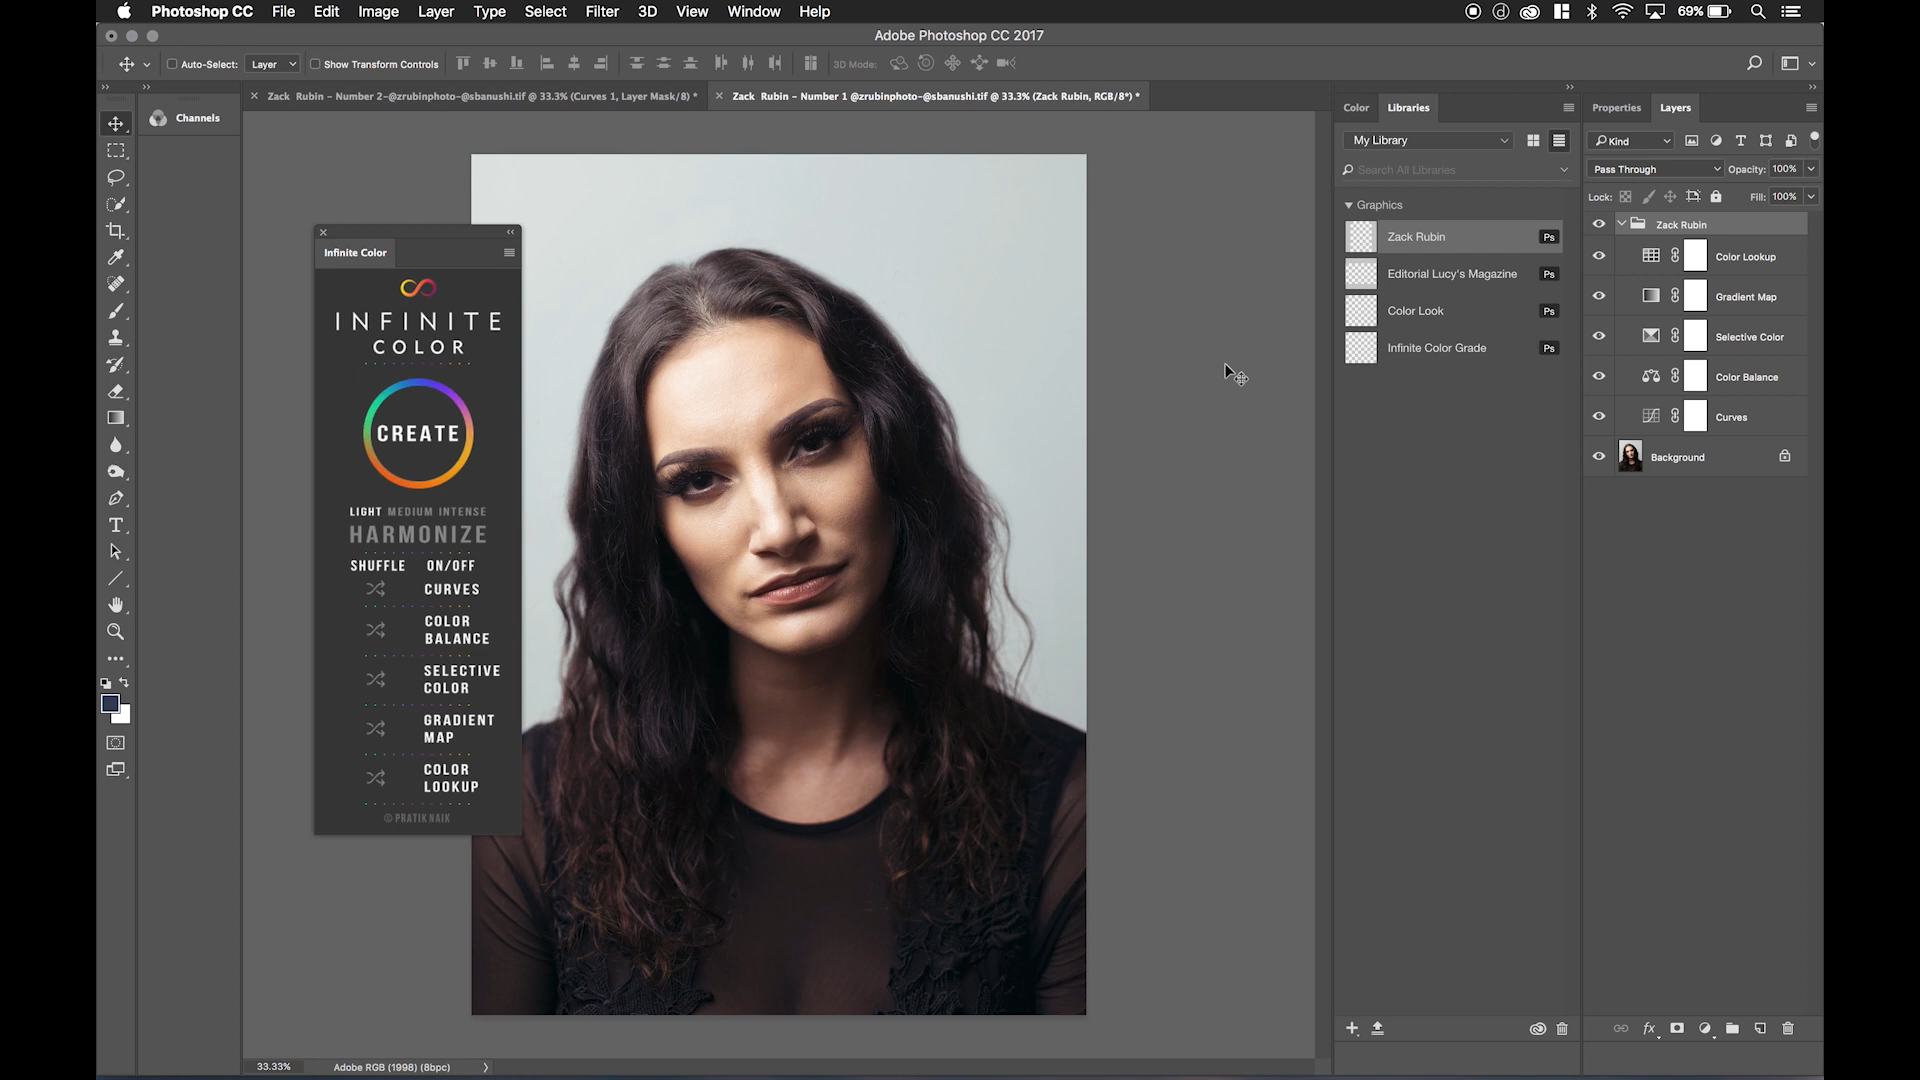 Photoshop CC File Edit Image Layer Type Select Filter 3D View Window Help
69%
Adobe Photoshop CC 2017
Auto-Select: Layer Show Transform Controls 3D Mode:
Zack Rubin - Number 2-@zrubinphoto-@sbanushi.tif @ 33.3% (Curves 1, Layer Mask/8) *
Zack Rubin - Number 1 @zrubinphoto-@sbanushi.tif @ 33.3% (Zack Rubin, RGB/8*) *
Channels
Infinite Color
INFINITE
COLOR
CREATE
LIGHT MEDIUM INTENSE
HARMONIZE
SHUFFLE ON/OFF
CURVES
COLOR
BALANCE
SELECTIVE
COLOR
GRADIENT
MAP
COLOR
LOOKUP
© PRATIK NAIK
Color Libraries
My Library
Search All Libraries
Graphics
Zack Rubin Ps
Editorial Lucy's Magazine Ps
Color Look Ps
Infinite Color Grade Ps
Properties Layers
Kind
Pass Through Opacity: 100%
Lock: Fill: 100%
Zack Rubin
Color Lookup
Gradient Map
Selective Color
Color Balance
Curves
Background
fx
33.33% Adobe RGB (1998) (8bpc)